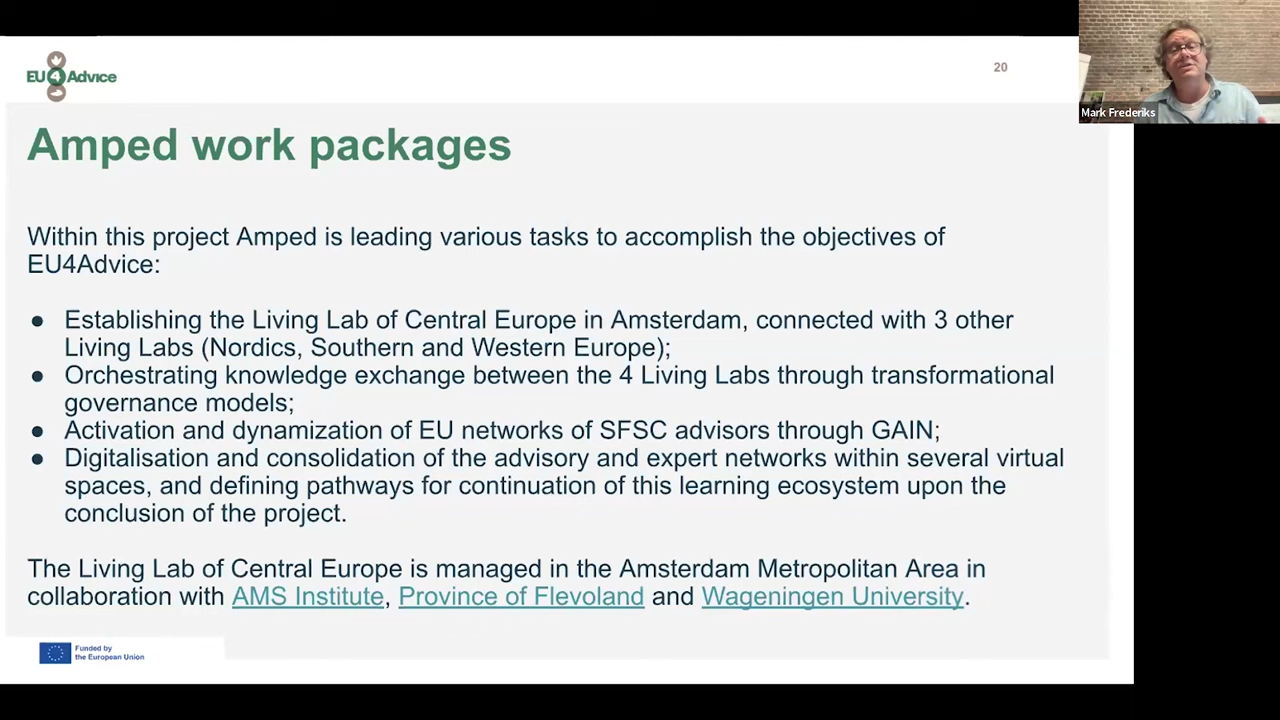 EU4Advice
20
Mark Frederiks
Amped work packages
Within this project Amped is leading various tasks to accomplish the objectives of
EU4Advice:
● Establishing the Living Lab of Central Europe in Amsterdam, connected with 3 other
Living Labs (Nordics, Southern and Western Europe);
● Orchestrating knowledge exchange between the 4 Living Labs through transformational
governance models;
● Activation and dynamization of EU networks of SFSC advisors through GAIN;
● Digitalisation and consolidation of the advisory and expert networks within several virtual
spaces, and defining pathways for continuation of this learning ecosystem upon the
conclusion of the project.
The Living Lab of Central Europe is managed in the Amsterdam Metropolitan Area in
collaboration with AMS Institute, Province of Flevoland and Wageningen University.
Funded by
the European Union